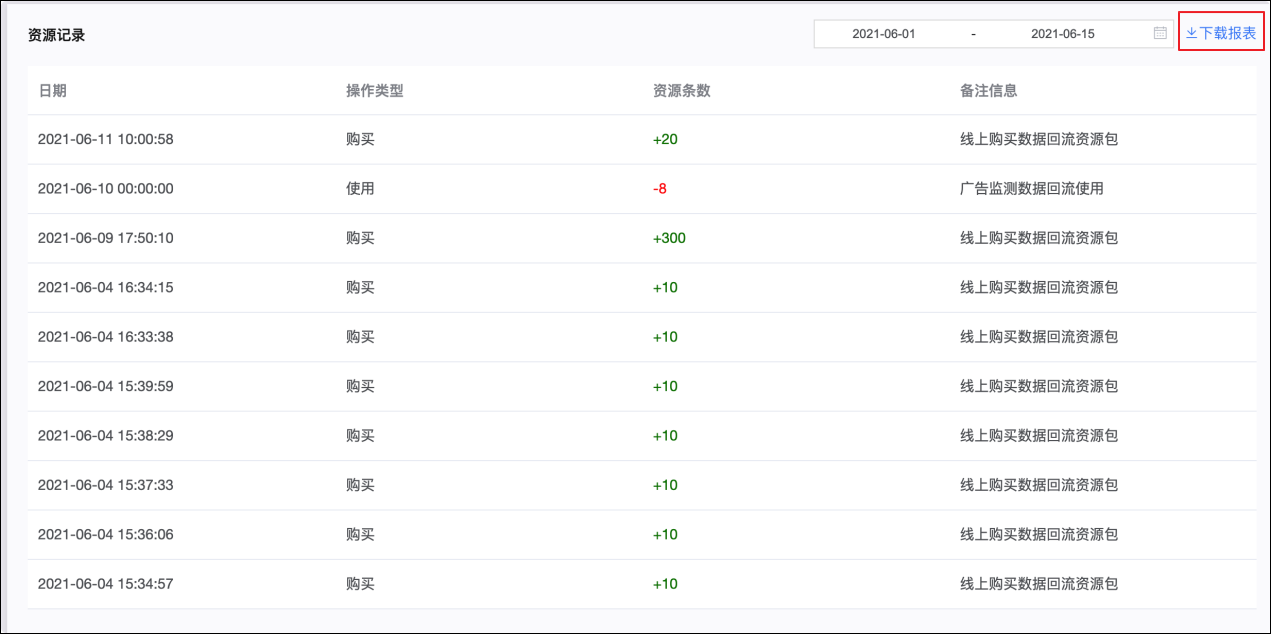 资源记录 2021-06-01 - 2021-06-15 下载报表
日期 操作类型 资源条数 备注信息
2021-06-11 10:00:58 购买 +20 线上购买数据回流资源包
2021-06-10 00:00:00 使用 -8 广告监测数据回流使用
2021-06-09 17:50:10 购买 +300 线上购买数据回流资源包
2021-06-04 16:34:15 购买 +10 线上购买数据回流资源包
2021-06-04 16:33:38 购买 +10 线上购买数据回流资源包
2021-06-04 15:39:59 购买 +10 线上购买数据回流资源包
2021-06-04 15:38:29 购买 +10 线上购买数据回流资源包
2021-06-04 15:37:33 购买 +10 线上购买数据回流资源包
2021-06-04 15:36:06 购买 +10 线上购买数据回流资源包
2021-06-04 15:34:57 购买 +10 线上购买数据回流资源包